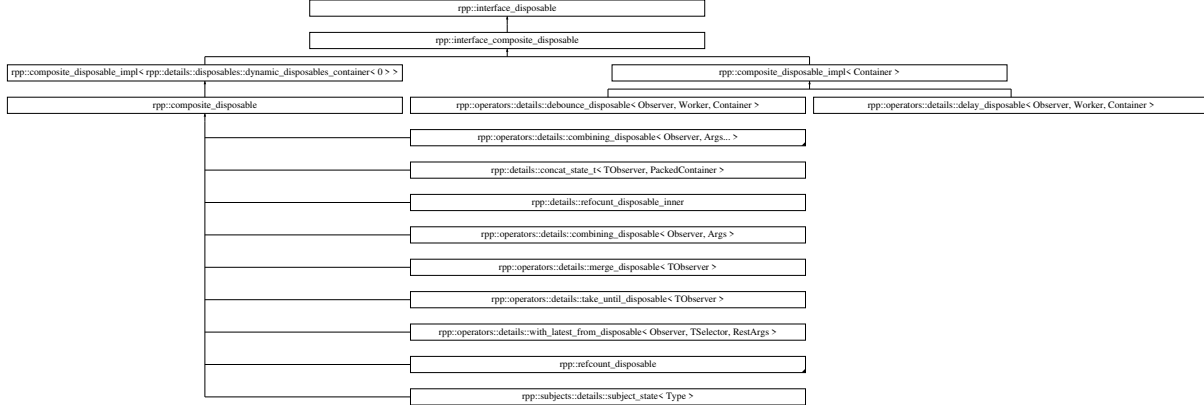 rpp::interface_disposable
rpp::interface_composite_disposable
rpp::composite_disposable_impl< rpp::details::disposables::dynamic_disposables_container< 0 > >
rpp::composite_disposable_impl< Container >
rpp::composite_disposable
rpp::operators::details::debounce_disposable< Observer, Worker, Container >
rpp::operators::details::delay_disposable< Observer, Worker, Container >
rpp::operators::details::combining_disposable< Observer, Args... >
rpp::details::concat_state_t< TObserver, PackedContainer >
rpp::details::refocunt_disposable_inner
rpp::operators::details::combining_disposable< Observer, Args >
rpp::operators::details::merge_disposable< TObserver >
rpp::operators::details::take_until_disposable< TObserver >
rpp::operators::details::with_latest_from_disposable< Observer, TSelector, RestArgs >
rpp::refcount_disposable
rpp::subjects::details::subject_state< Type >